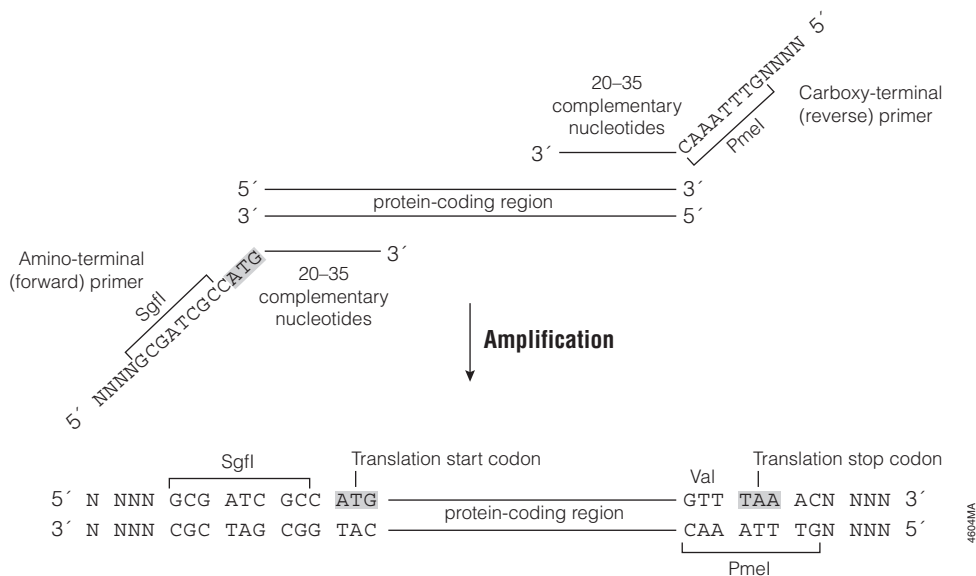 5´
CAAATTTGNNNN
PmeI
Carboxy-terminal
(reverse) primer
20–35
complementary
nucleotides
3´
5´ 3´
protein-coding region
3´ 5´
Amino-terminal
(forward) primer
3´
20–35
complementary
nucleotides
SgfI
NNNNGCGATCGCCATG
5´
Amplification
SgfI
Translation start codon
Translation stop codon
Val
5´ N NNN GCG ATC GCC ATG GTT TAA ACN NNN 3´
protein-coding region
3´ N NNN CGC TAG CGG TAC CAA ATT TGN NNN 5´
PmeI
4604MA